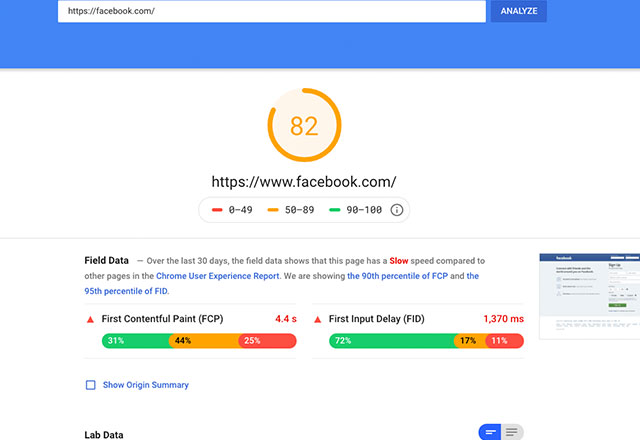 https://facebook.com/ ANALYZE
82
https://www.facebook.com/
0–49 50–89 90–100
Field Data — Over the last 30 days, the field data shows that this page has a Slow speed compared to
other pages in the Chrome User Experience Report. We are showing the 90th percentile of FCP and the
95th percentile of FID.
facebook
Sign Up
First Contentful Paint (FCP) 4.4 s First Input Delay (FID) 1,370 ms
31% 44% 25% 72% 17% 11%
Show Origin Summary
Lab Data